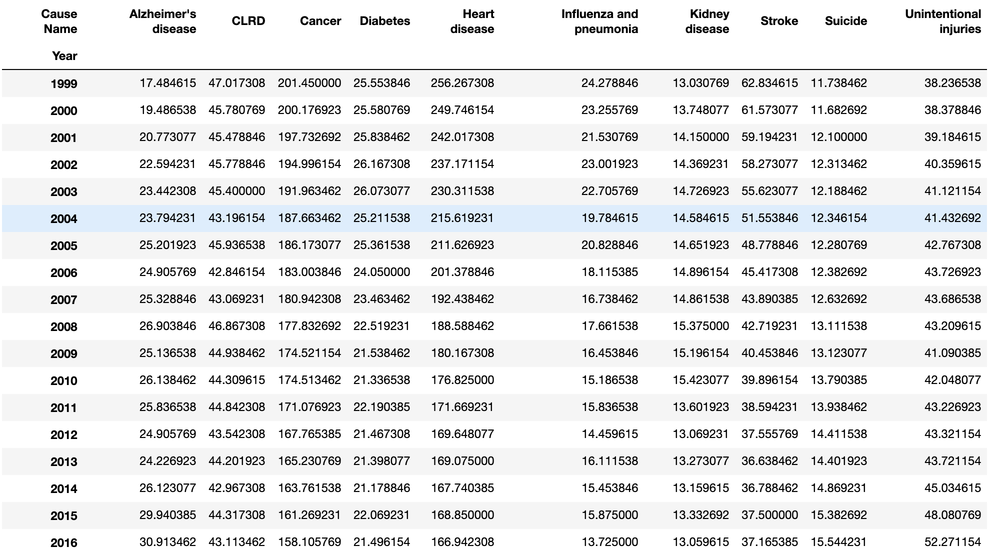 Cause Name Alzheimer's disease CLRD Cancer Diabetes Heart disease Influenza and pneumonia Kidney disease Stroke Suicide Unintentional injuries
Year
1999 17.484615 47.017308 201.450000 25.553846 256.267308 24.278846 13.030769 62.834615 11.738462 38.236538
2000 19.486538 45.780769 200.176923 25.580769 249.746154 23.255769 13.748077 61.573077 11.682692 38.378846
2001 20.773077 45.478846 197.732692 25.838462 242.017308 21.530769 14.150000 59.194231 12.100000 39.184615
2002 22.594231 45.778846 194.996154 26.167308 237.171154 23.001923 14.369231 58.273077 12.313462 40.359615
2003 23.442308 45.400000 191.963462 26.073077 230.311538 22.705769 14.726923 55.623077 12.188462 41.121154
2004 23.794231 43.196154 187.663462 25.211538 215.619231 19.784615 14.584615 51.553846 12.346154 41.432692
2005 25.201923 45.936538 186.173077 25.361538 211.626923 20.828846 14.651923 48.778846 12.280769 42.767308
2006 24.905769 42.846154 183.003846 24.050000 201.378846 18.115385 14.896154 45.417308 12.382692 43.726923
2007 25.328846 43.069231 180.942308 23.463462 192.438462 16.738462 14.861538 43.890385 12.632692 43.686538
2008 26.903846 46.867308 177.832692 22.519231 188.588462 17.661538 15.375000 42.719231 13.111538 43.209615
2009 25.136538 44.938462 174.521154 21.538462 180.167308 16.453846 15.196154 40.453846 13.123077 41.090385
2010 26.138462 44.309615 174.513462 21.336538 176.825000 15.186538 15.423077 39.896154 13.790385 42.048077
2011 25.836538 44.842308 171.076923 22.190385 171.669231 15.836538 13.601923 38.594231 13.938462 43.226923
2012 24.905769 43.542308 167.765385 21.467308 169.648077 14.459615 13.069231 37.555769 14.411538 43.321154
2013 24.226923 44.201923 165.230769 21.398077 169.075000 16.111538 13.273077 36.638462 14.401923 43.721154
2014 26.123077 42.967308 163.761538 21.178846 167.740385 15.453846 13.159615 36.788462 14.869231 45.034615
2015 29.940385 44.317308 161.269231 22.069231 168.850000 15.875000 13.332692 37.500000 15.382692 48.080769
2016 30.913462 43.113462 158.105769 21.496154 166.942308 13.725000 13.059615 37.165385 15.544231 52.271154